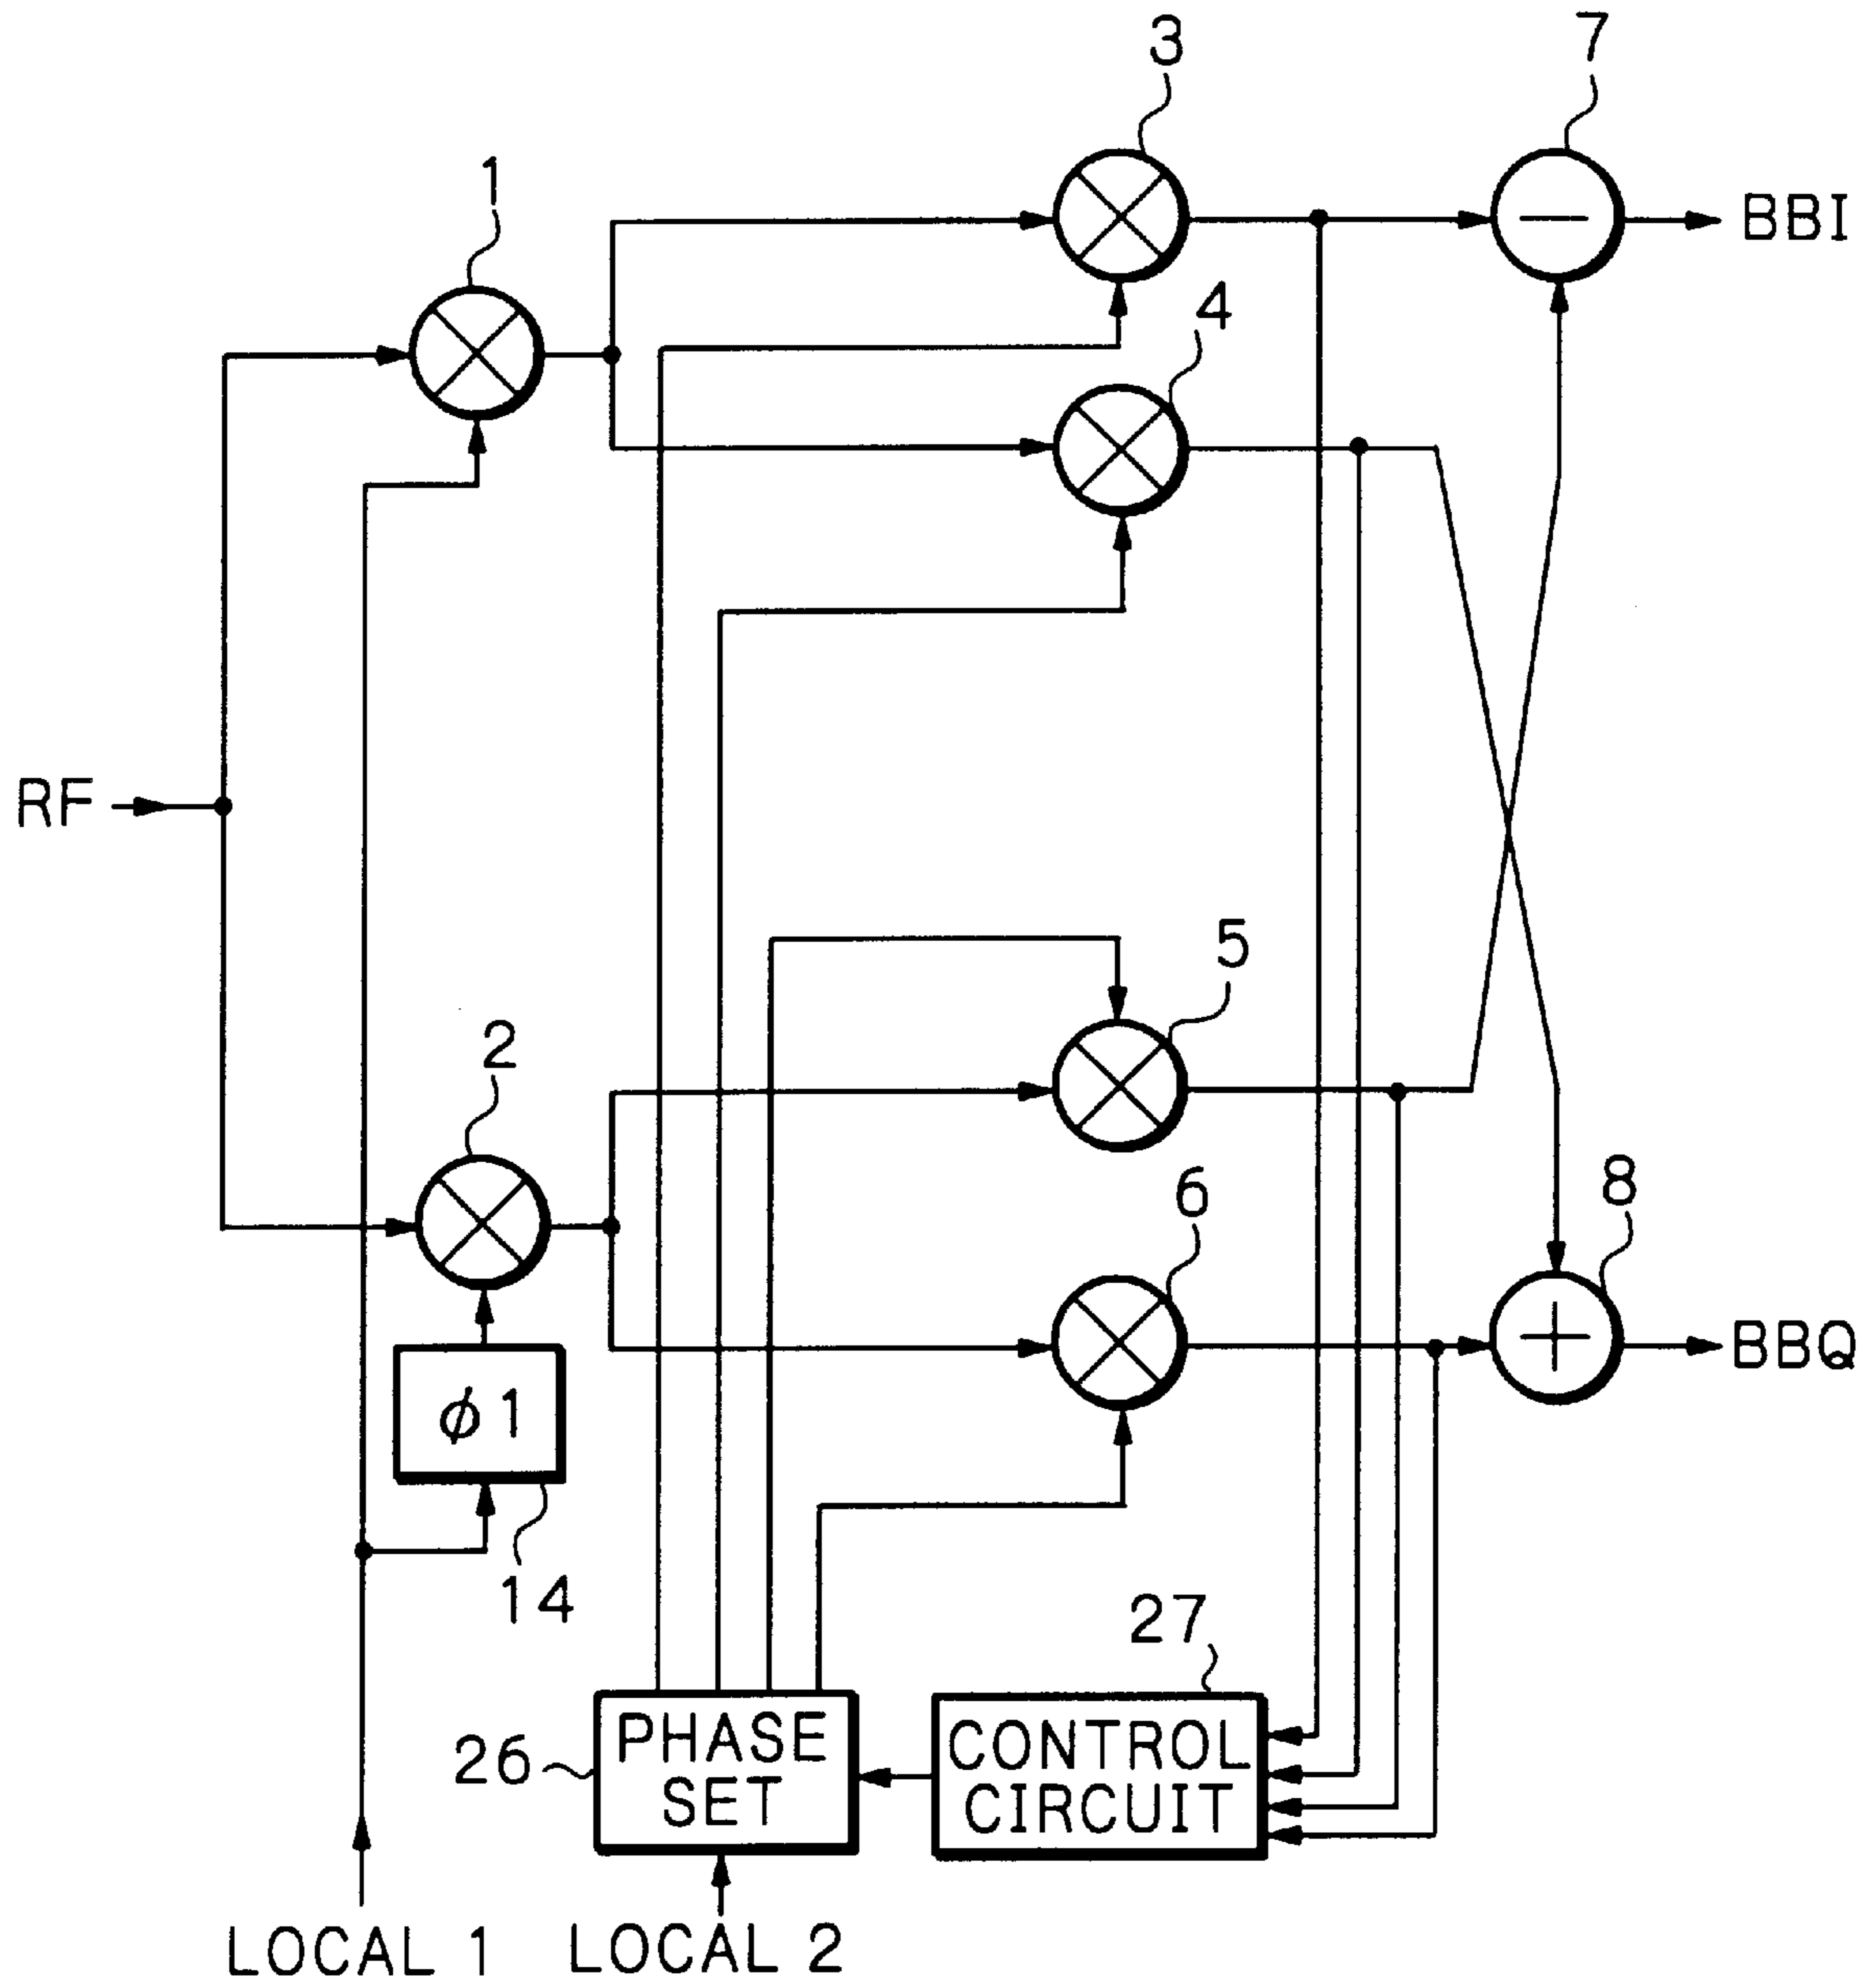 3
7
1
BBI
4
RF
5
2
6
8
BBQ
φ1
14
27
PHASE
SET
26
CONTROL
CIRCUIT
LOCAL 1
LOCAL 2